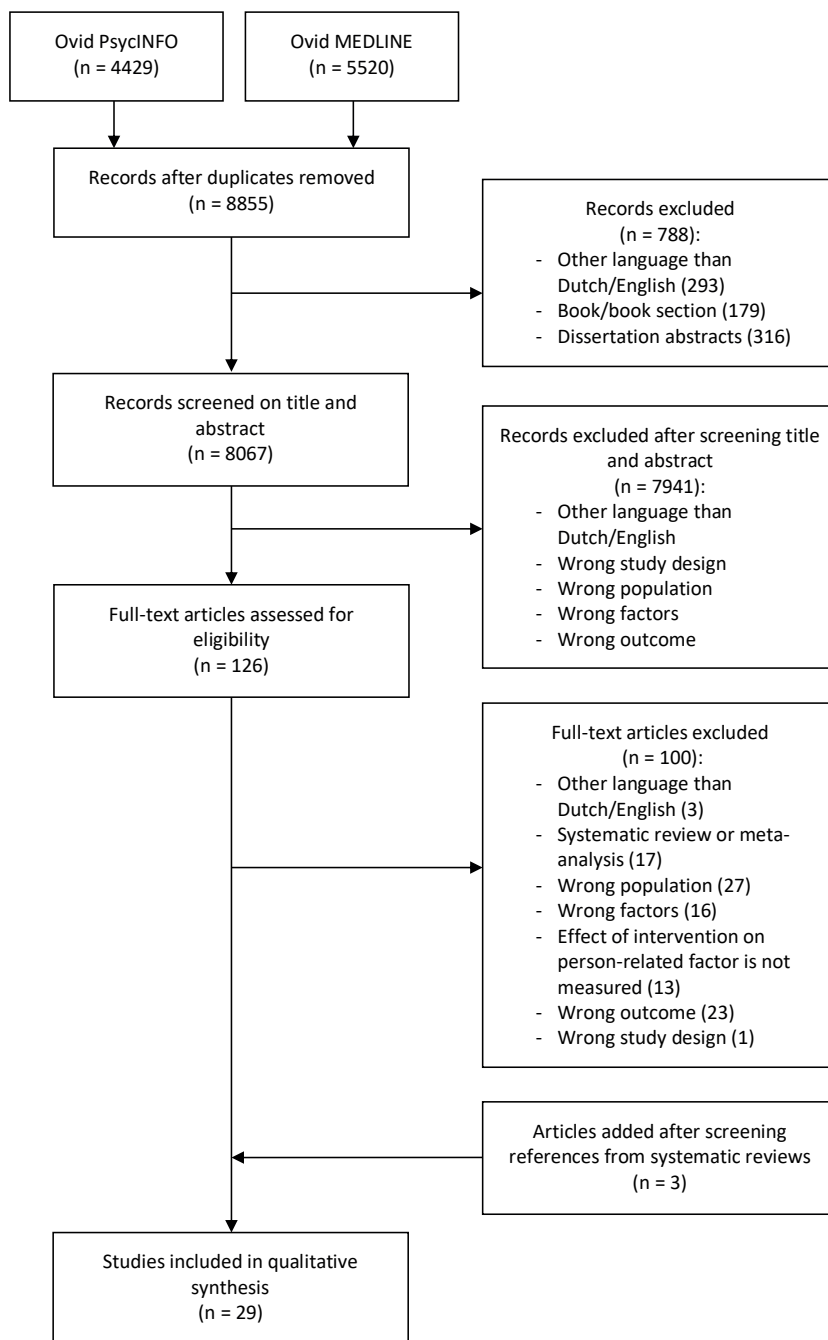 Ovid PsycINFO
(n = 4429)
Ovid MEDLINE
(n = 5520)
Records after duplicates removed
(n = 8855)
Records excluded
(n = 788):
- Other language than
Dutch/English (293)
- Book/book section (179)
- Dissertation abstracts (316)
Records screened on title and
abstract
(n = 8067)
Records excluded after screening title
and abstract
(n = 7941):
- Other language than
Dutch/English
- Wrong study design
- Wrong population
- Wrong factors
- Wrong outcome
Full-text articles assessed for
eligibility
(n = 126)
Full-text articles excluded
(n = 100):
- Other language than
Dutch/English (3)
- Systematic review or meta-
analysis (17)
- Wrong population (27)
- Wrong factors (16)
- Effect of intervention on
person-related factor is not
measured (13)
- Wrong outcome (23)
- Wrong study design (1)
Articles added after screening
references from systematic reviews
(n = 3)
Studies included in qualitative
synthesis
(n = 29)